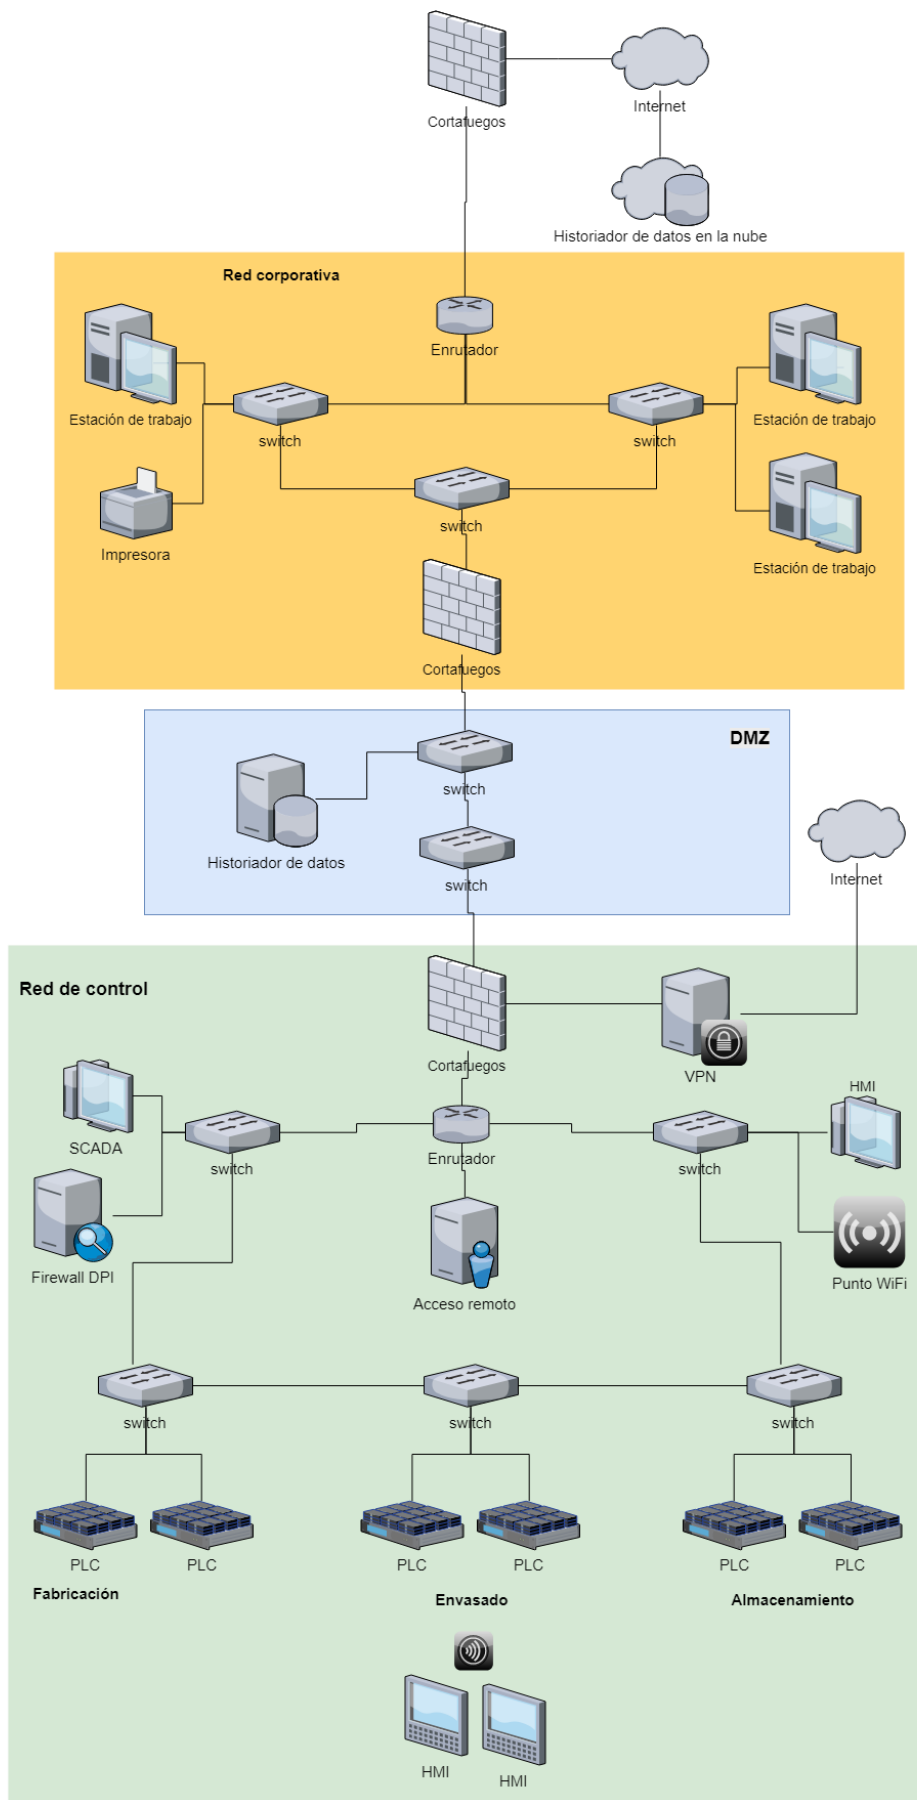 Cortafuegos
Internet
Historiador de datos en la nube
Red corporativa
Enrutador
Estación de trabajo
switch
switch
Estación de trabajo
Impresora
switch
Estación de trabajo
Cortafuegos
DMZ
switch
Historiador de datos
switch
Internet
Red de control
Cortafuegos
VPN
HMI
SCADA
switch
Enrutador
switch
Firewall DPI
Acceso remoto
Punto WiFi
switch
switch
switch
PLC
PLC
PLC
PLC
PLC
PLC
Fabricación
Envasado
Almacenamiento
HMI
HMI